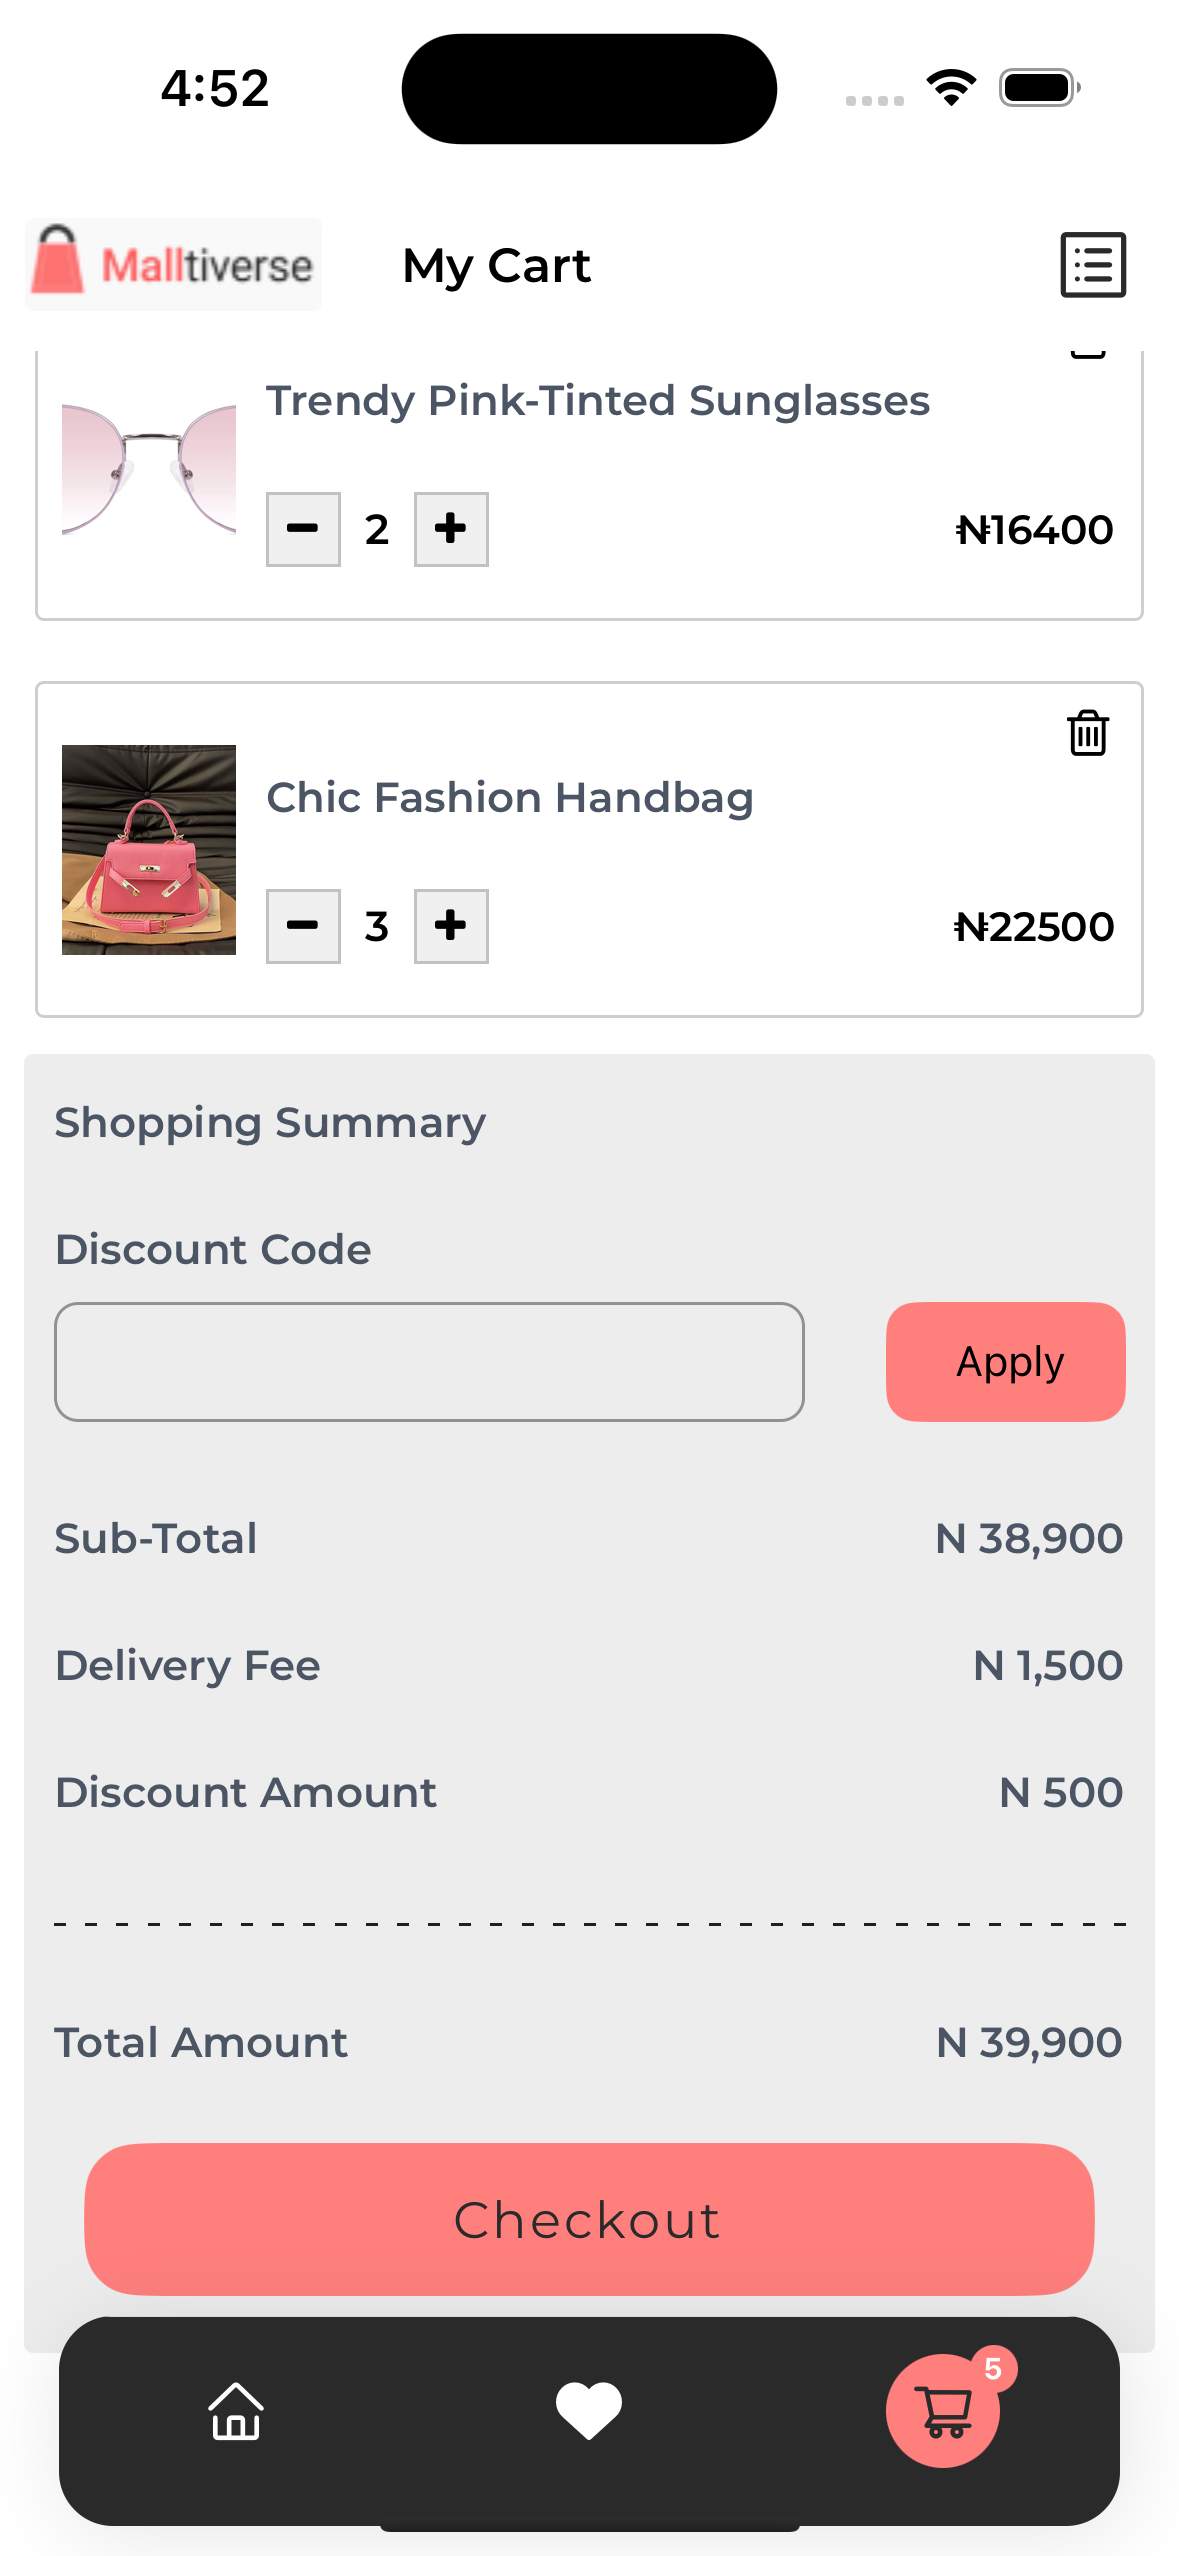 4:52
Malltiverse
My Cart
Trendy Pink-Tinted Sunglasses
2
₦16400
Chic Fashion Handbag
3
₦22500
Shopping Summary
Discount Code
Apply
Sub-Total
N 38,900
Delivery Fee
N 1,500
Discount Amount
N 500
Total Amount
N 39,900
Checkout
5